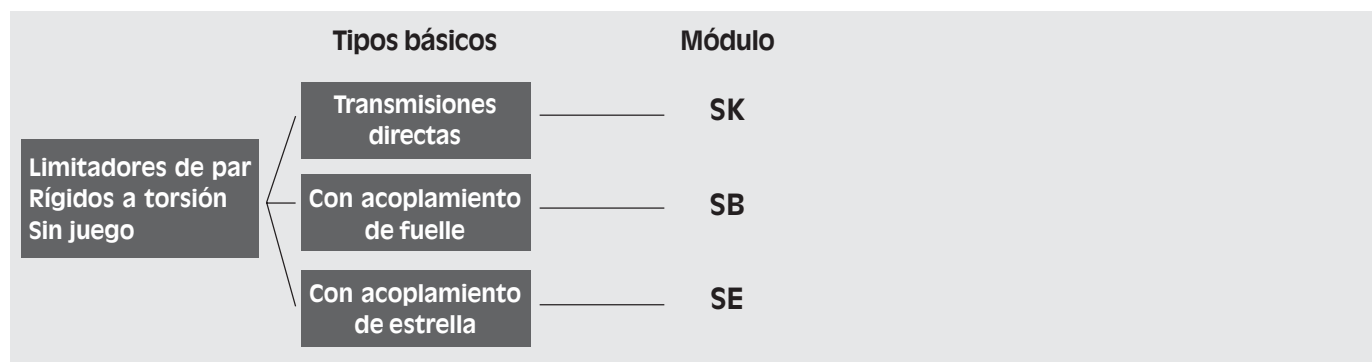 Tipos básicos
Módulo
Limitadores de par
Rígidos a torsión
Sin juego
Transmisiones
directas
SK
Con acoplamiento
de fuelle
SB
Con acoplamiento
de estrella
SE